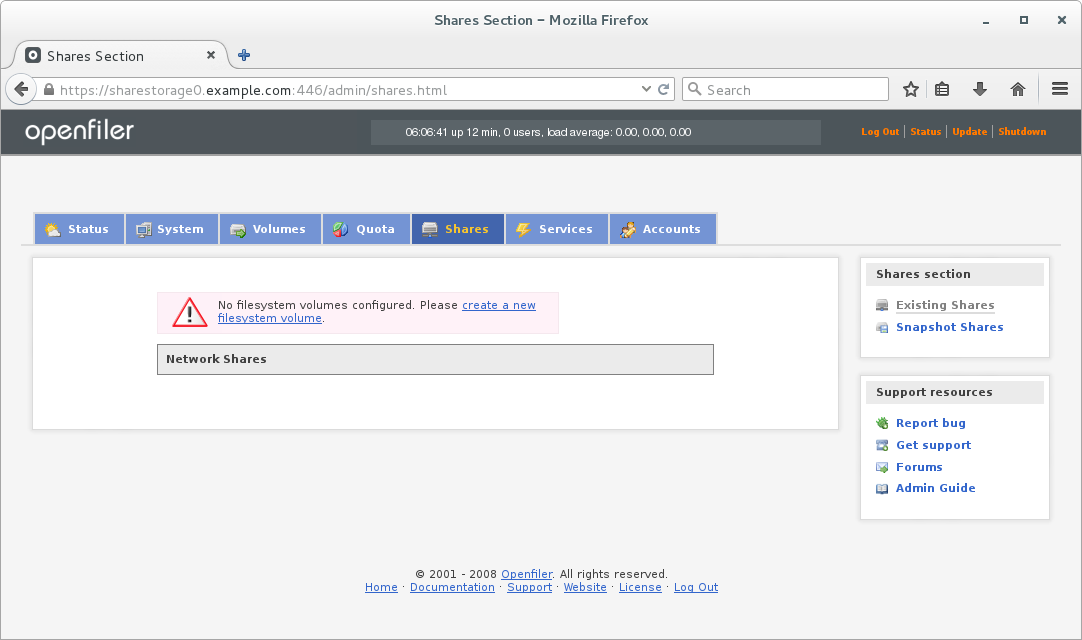 Shares Section – Mozilla Firefox
Shares Section
https://sharestorage0.example.com:446/admin/shares.html
Search
openfiler
06:06:41 up 12 min, 0 users, load average: 0.00, 0.00, 0.00
Log Out | Status | Update | Shutdown
Status
System
Volumes
Quota
Shares
Services
Accounts
No filesystem volumes configured. Please create a new
filesystem volume.
Network Shares
Shares section
Existing Shares
Snapshot Shares
Support resources
Report bug
Get support
Forums
Admin Guide
© 2001 - 2008 Openfiler. All rights reserved.
Home · Documentation · Support · Website · License · Log Out